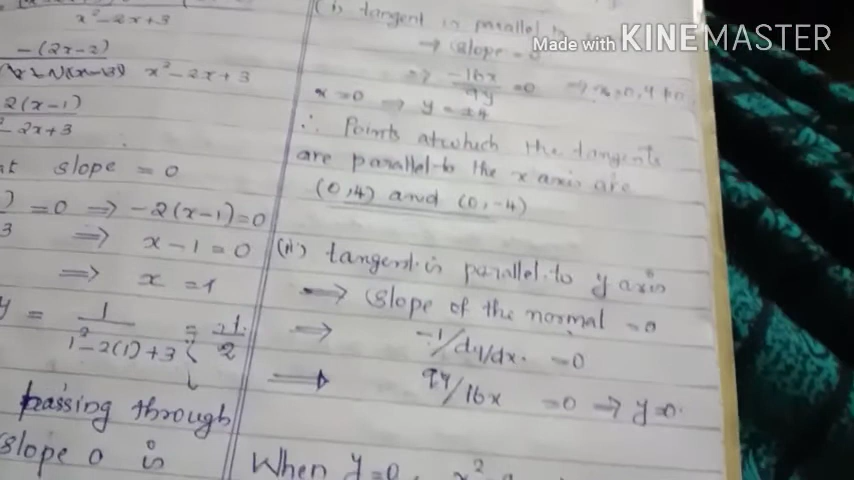 x²-2x+3
-(2x-2)
x²-2x+3
2(x-1)
-2x+3
at slope = 0
) = 0 ⟹ -2(x-1)=0
3 ⟹ x-1=0
⟹ x=1
y = 1/(1²-2(1)+3) = 1/2
passing through
slope 0 is
(i) tangent is parallel to
→ slope = 0
⟹ -16x/9y = 0
x=0 ⟹ y=±4
∴ Points at which the tangents
are parallel to the x axis are
(0,4) and (0,-4)
(ii) tangent is parallel to y axis
⟹ slope of the normal = 0
⟹ -1/dy/dx = 0
⟹ 9y/16x = 0 → y=0.
When y=0, x²
Made with KINEMASTER